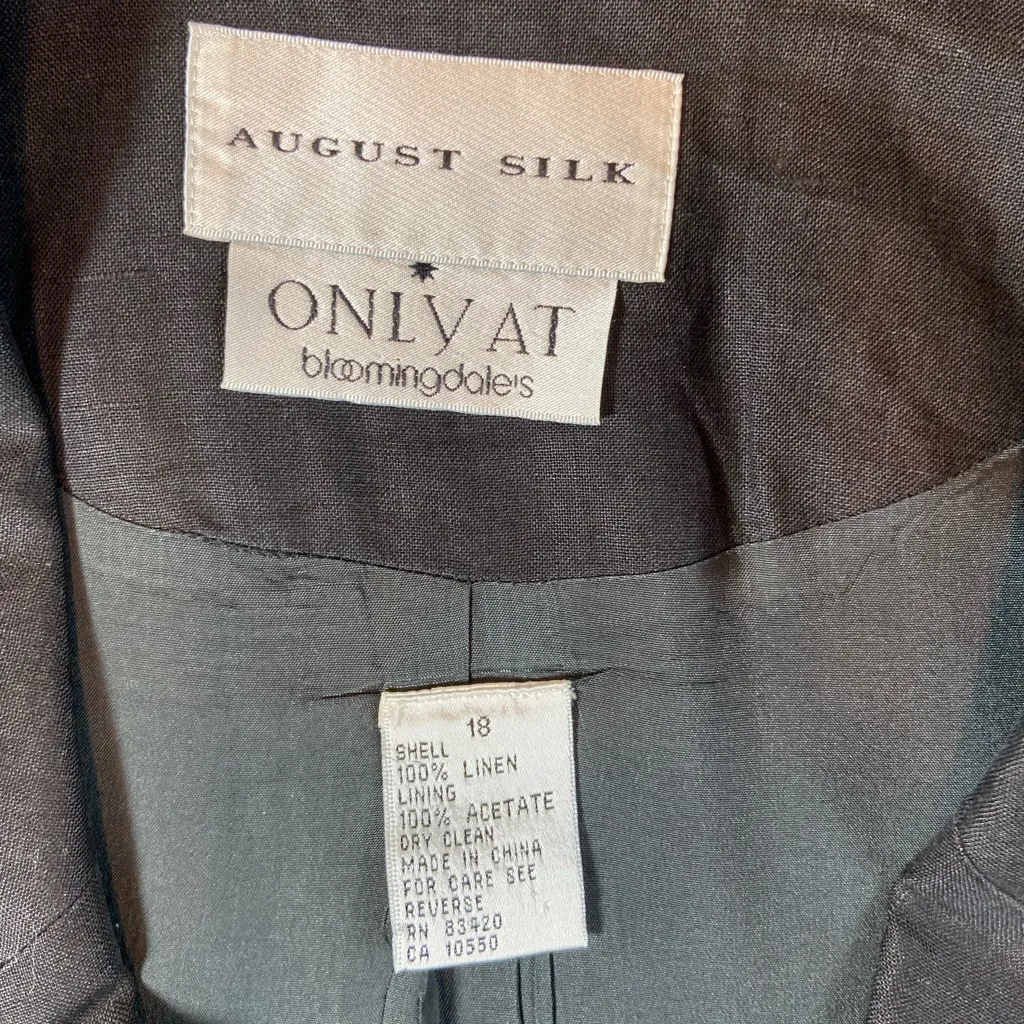 AUGUST SILK
ONLY AT
bloomingdale's
18
SHELL
100% LINEN
LINING
100% ACETATE
DRY CLEAN
MADE IN CHINA
FOR CARE SEE
REVERSE
RN 83420
CA 10550